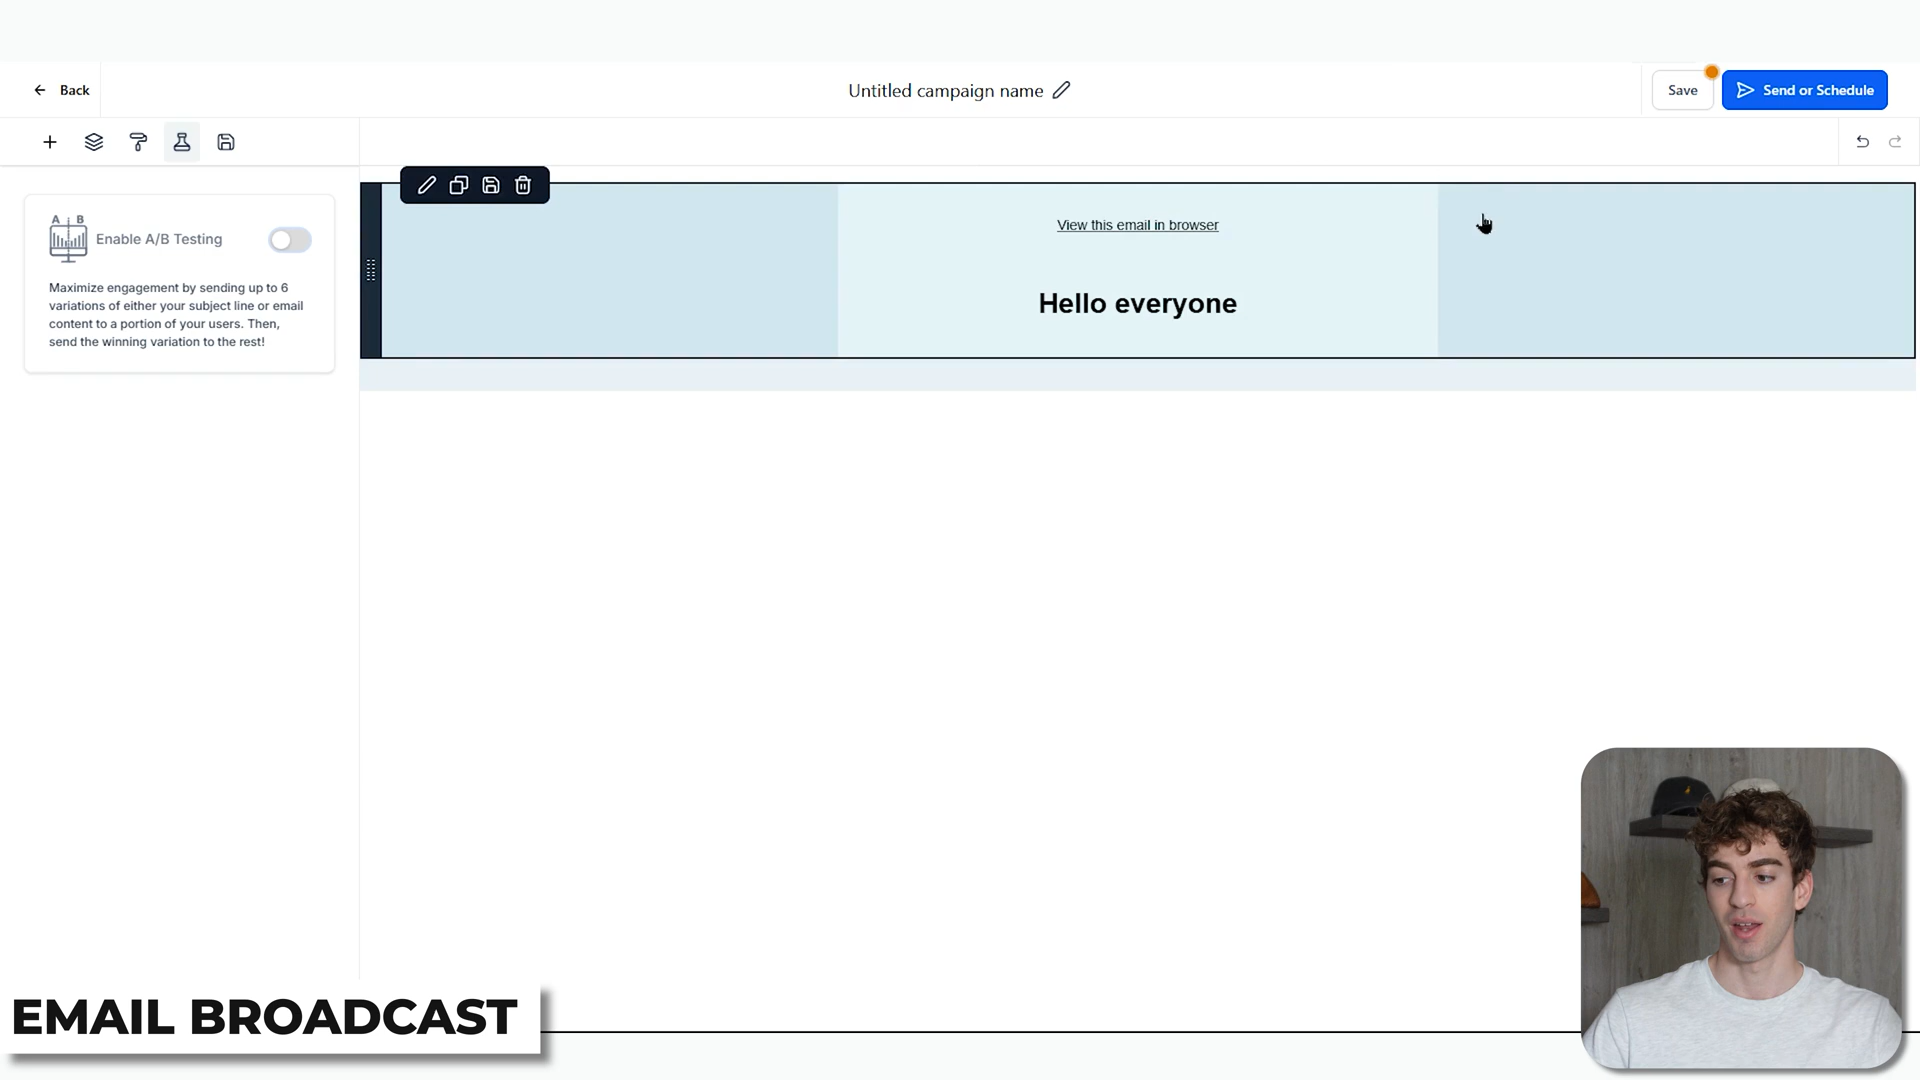 Back
Untitled campaign name
Save
Send or Schedule
A B
Enable A/B Testing
Maximize engagement by sending up to 6
variations of either your subject line or email
content to a portion of your users. Then,
send the winning variation to the rest!
View this email in browser
Hello everyone
EMAIL BROADCAST